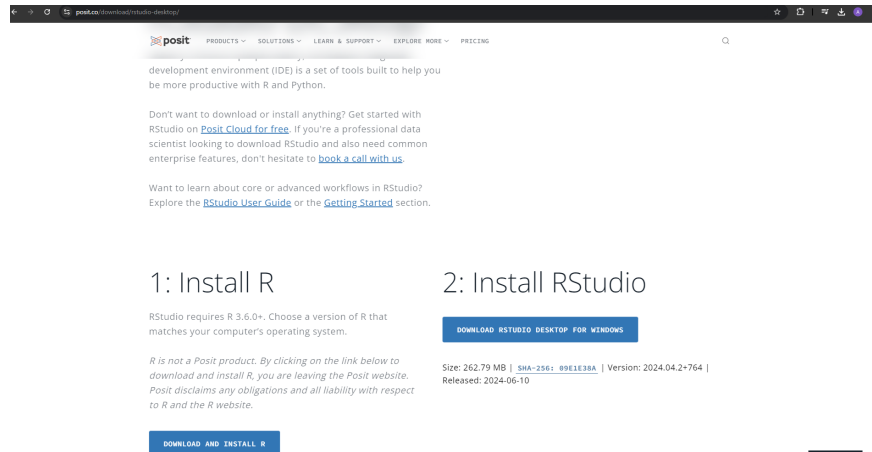 posit.co/download/rstudio-desktop/
posit PRODUCTS SOLUTIONS LEARN & SUPPORT EXPLORE MORE PRICING
development environment (IDE) is a set of tools built to help you
be more productive with R and Python.
Don't want to download or install anything? Get started with
RStudio on Posit Cloud for free. If you're a professional data
scientist looking to download RStudio and also need common
enterprise features, don't hesitate to book a call with us.
Want to learn about core or advanced workflows in RStudio?
Explore the RStudio User Guide or the Getting Started section.
1: Install R
RStudio requires R 3.6.0+. Choose a version of R that
matches your computer's operating system.
R is not a Posit product. By clicking on the link below to
download and install R, you are leaving the Posit website.
Posit disclaims any obligations and all liability with respect
to R and the R website.
DOWNLOAD AND INSTALL R
2: Install RStudio
DOWNLOAD RSTUDIO DESKTOP FOR WINDOWS
Size: 262.79 MB | SHA-256: 09E1E38A | Version: 2024.04.2+764 |
Released: 2024-06-10